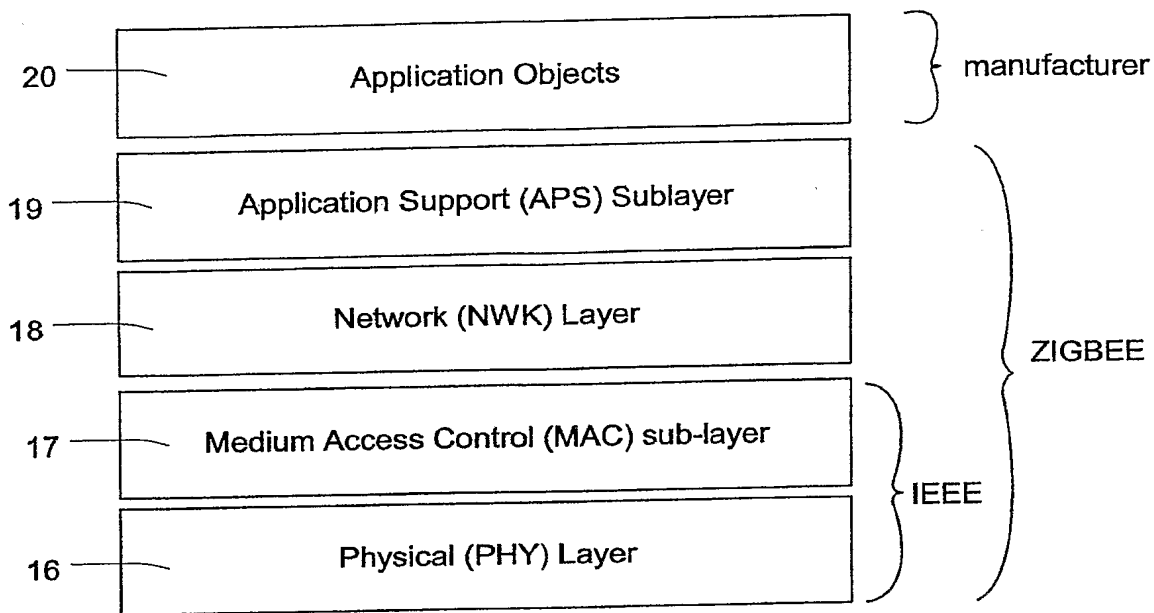 20 Application Objects manufacturer
19 Application Support (APS) Sublayer
18 Network (NWK) Layer
ZIGBEE
17 Medium Access Control (MAC) sub-layer
IEEE
16 Physical (PHY) Layer